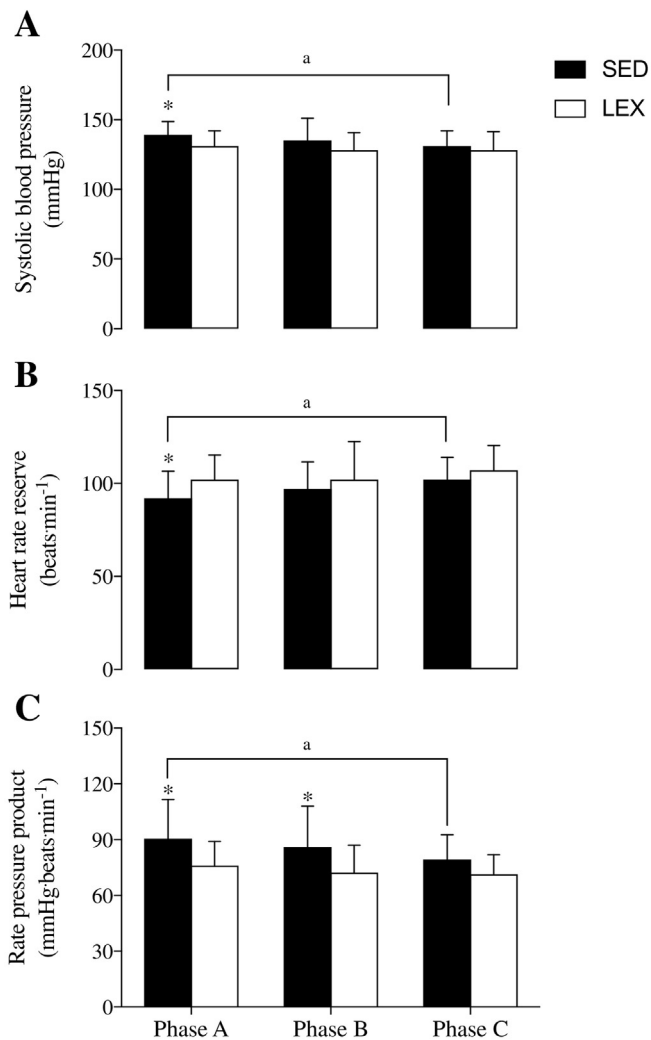 A
Systolic blood pressure
(mmHg)
200
150
100
50
0
a
*
SED
LEX
B
Heart rate reserve
(beats·min⁻¹)
150
100
50
0
a
*
C
Rate pressure product
(mmHg·beats·min⁻¹)
150
120
90
60
30
0
a
*
*
Phase A Phase B Phase C